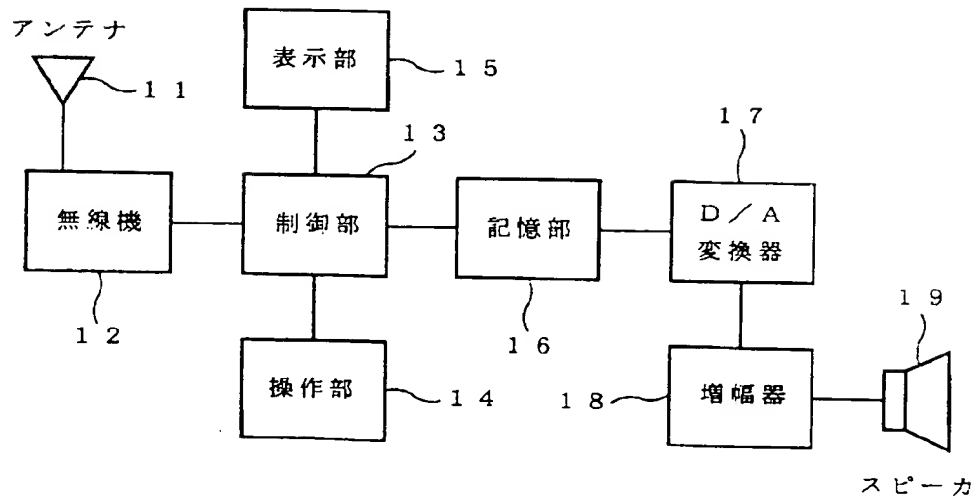 アンテナ
11
表示部
15
13
17
無線機
制御部
記憶部
D/A
変換器
12
16
19
操作部
14
18
増幅器
スピーカ